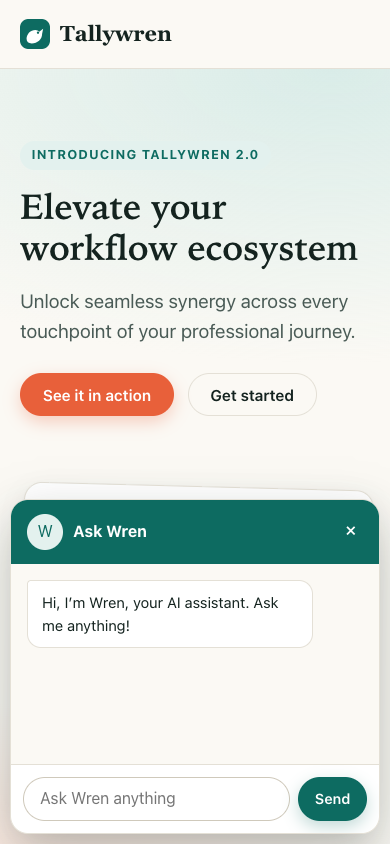 Tallywren
INTRODUCING TALLYWREN 2.0
Elevate your
workflow ecosystem
Unlock seamless synergy across every
touchpoint of your professional journey.
See it in action
Get started
W
Ask Wren
×
Hi, I’m Wren, your AI assistant. Ask
me anything!
Ask Wren anything
Send